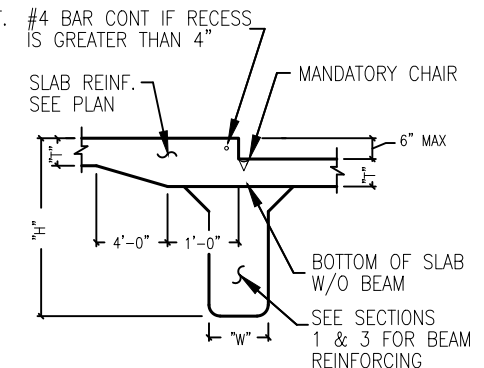 T. #4 BAR CONT IF RECESS
IS GREATER THAN 4"
SLAB REINF.
SEE PLAN
MANDATORY CHAIR
6" MAX
"T"
"T"
"H"
4'-0"
1'-0"
BOTTOM OF SLAB
W/O BEAM
"W"
SEE SECTIONS
1 & 3 FOR BEAM
REINFORCING